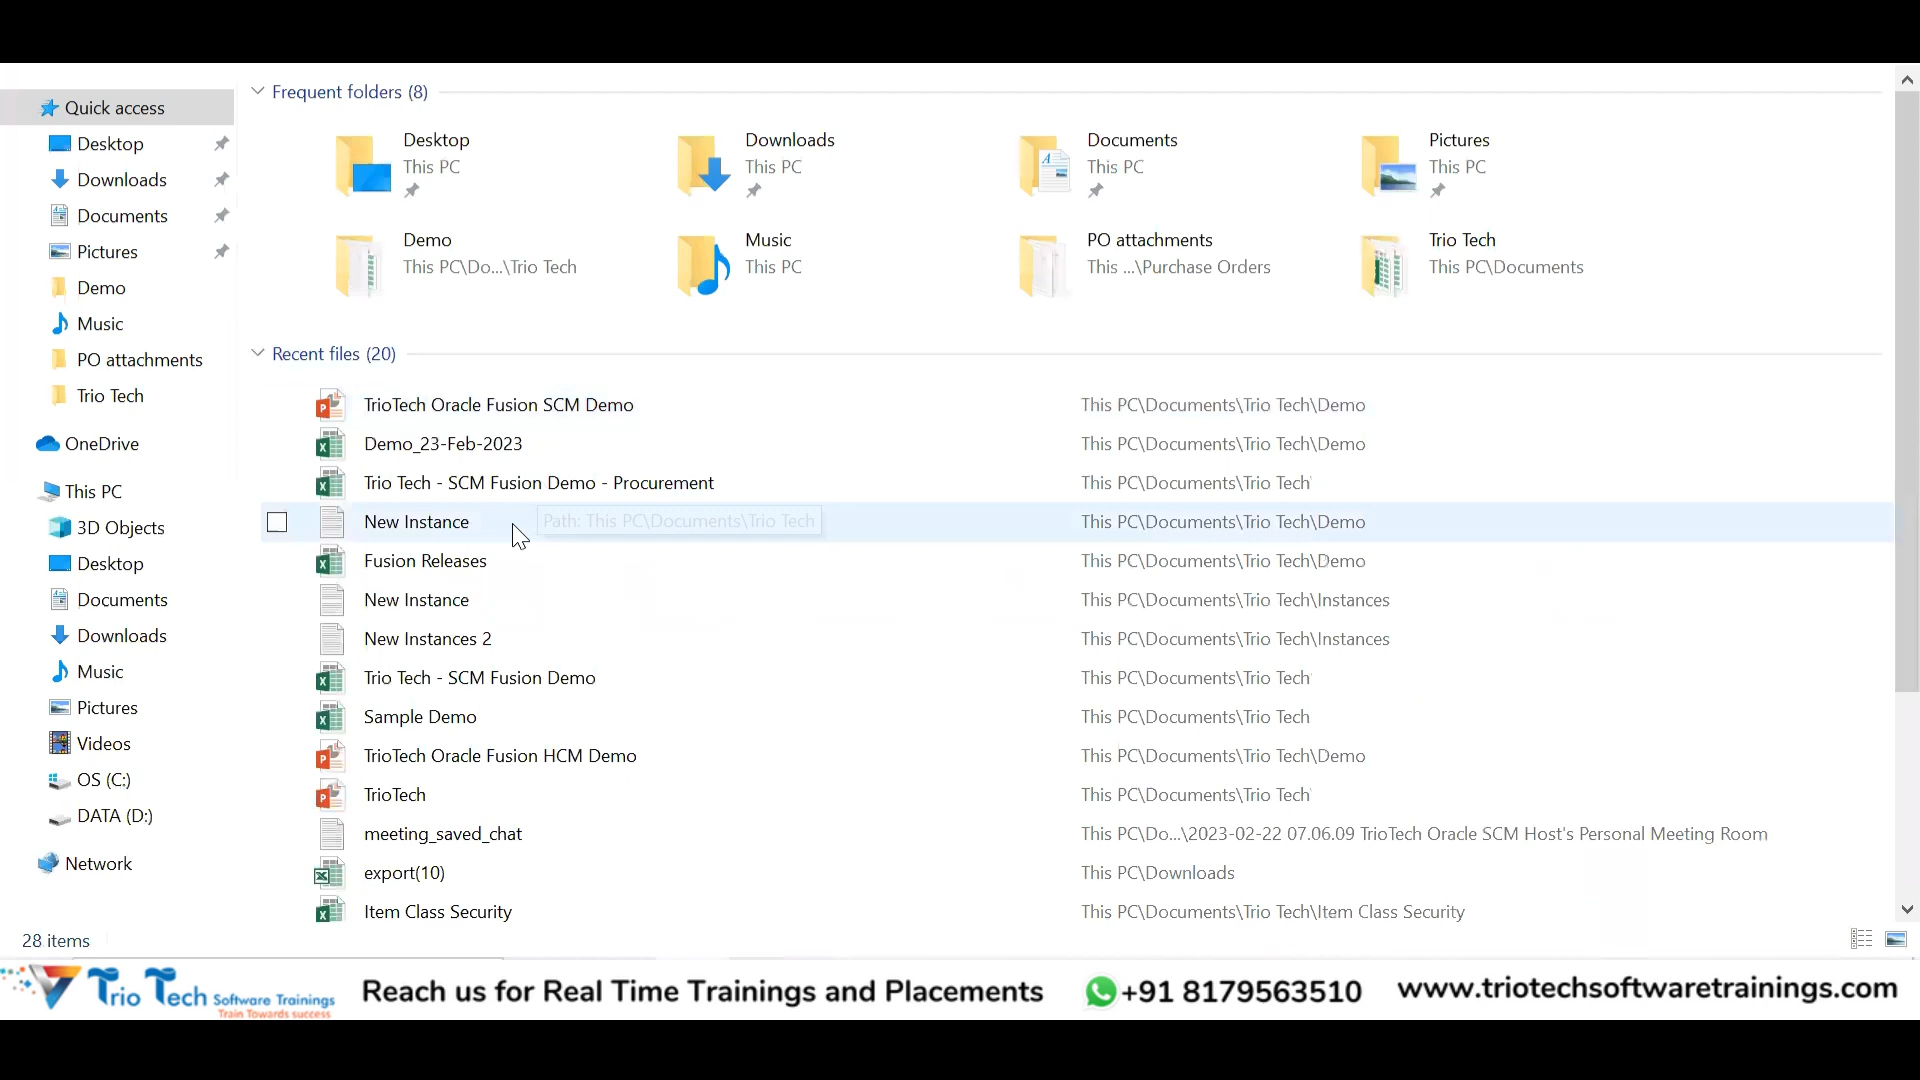 Quick access
Desktop
Downloads
Documents
Pictures
Demo
Music
PO attachments
Trio Tech
OneDrive
This PC
3D Objects
Desktop
Documents
Downloads
Music
Pictures
Videos
OS (C:)
DATA (D:)
Network
Frequent folders (8)
Desktop
This PC
Downloads
This PC
Documents
This PC
Pictures
This PC
Demo
This PC\Do...\Trio Tech
Music
This PC
PO attachments
This ...\Purchase Orders
Trio Tech
This PC\Documents
Recent files (20)
TrioTech Oracle Fusion SCM Demo This PC\Documents\Trio Tech\Demo
Demo_23-Feb-2023 This PC\Documents\Trio Tech\Demo
Trio Tech - SCM Fusion Demo - Procurement This PC\Documents\Trio Tech
New Instance Path: This PC\Documents\Trio Tech This PC\Documents\Trio Tech\Demo
Fusion Releases This PC\Documents\Trio Tech\Demo
New Instance This PC\Documents\Trio Tech\Instances
New Instances 2 This PC\Documents\Trio Tech\Instances
Trio Tech - SCM Fusion Demo This PC\Documents\Trio Tech
Sample Demo This PC\Documents\Trio Tech
TrioTech Oracle Fusion HCM Demo This PC\Documents\Trio Tech\Demo
TrioTech This PC\Documents\Trio Tech
meeting_saved_chat This PC\Do...\2023-02-22 07.06.09 TrioTech Oracle SCM Host's Personal Meeting Room
export(10) This PC\Downloads
Item Class Security This PC\Documents\Trio Tech\Item Class Security
28 items
Trio Tech Software Trainings
Train Towards success
Reach us for Real Time Trainings and Placements +91 8179563510 www.triotechsoftwaretrainings.com